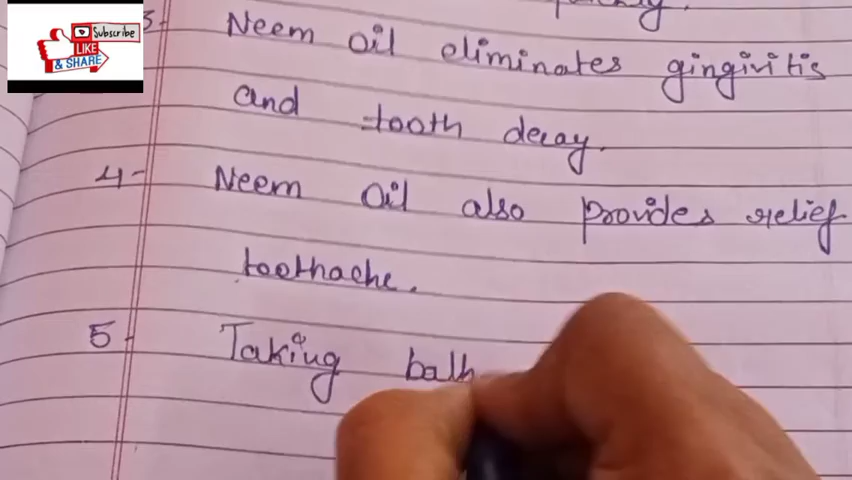 Subscribe
LIKE
& SHARE
3-
Neem oil eliminates gingivitis
and tooth decay.
4- Neem Oil also provides relief
toothache.
5- Taking bath